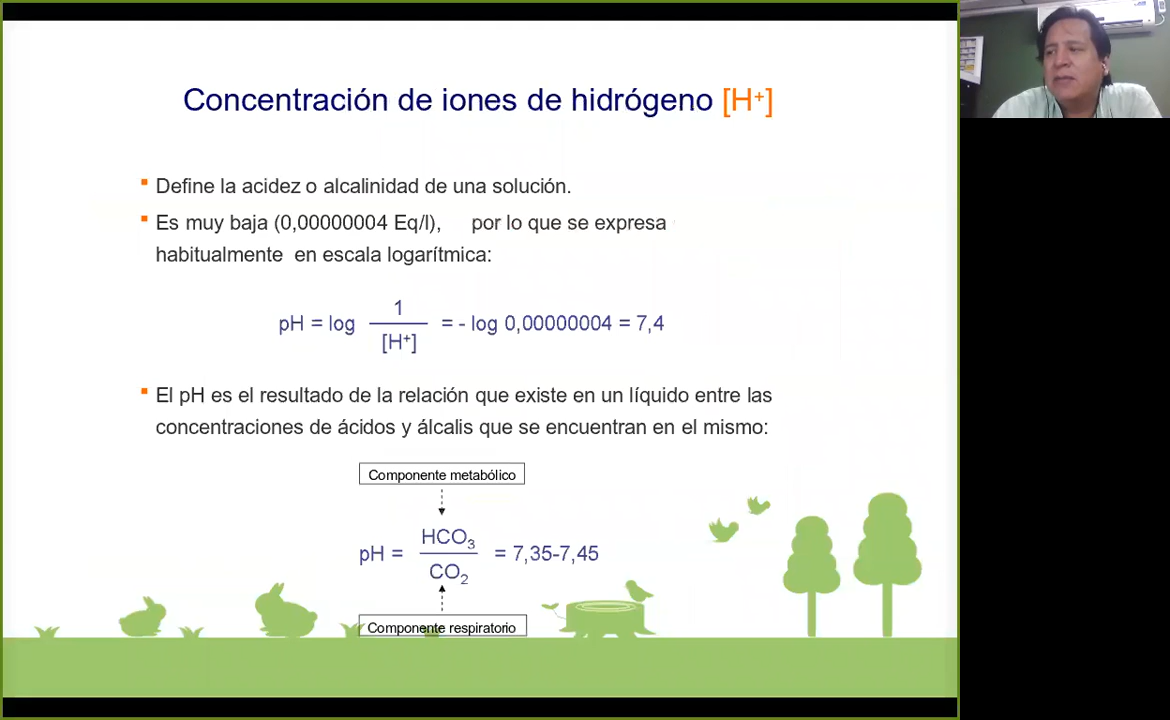 Concentración de iones de hidrógeno [H⁺]
Define la acidez o alcalinidad de una solución.
Es muy baja (0,00000004 Eq/l), por lo que se expresa
habitualmente en escala logarítmica:
pH = log 1 / [H⁺] = - log 0,00000004 = 7,4
El pH es el resultado de la relación que existe en un líquido entre las
concentraciones de ácidos y álcalis que se encuentran en el mismo:
Componente metabólico
pH = HCO₃ / CO₂ = 7,35-7,45
Componente respiratorio